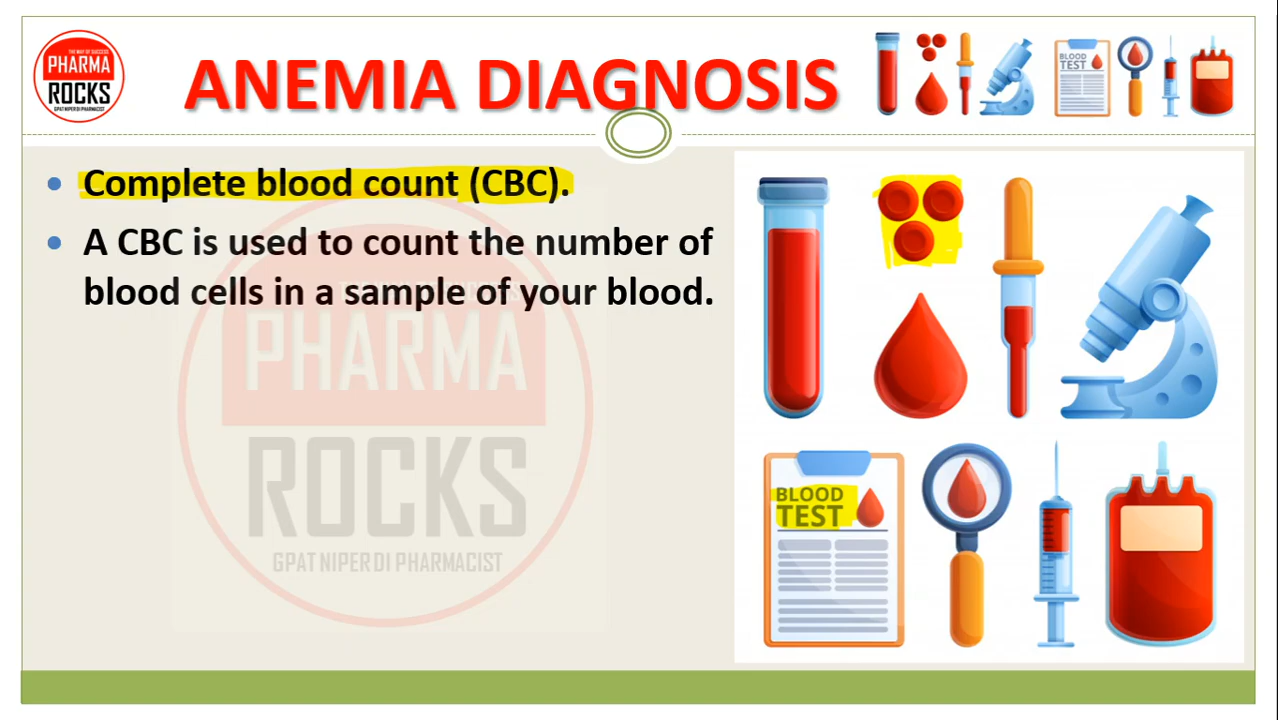 THE WAY OF SUCCESS
PHARMA
ROCKS
GPAT NIPER DI PHARMACIST
ANEMIA DIAGNOSIS
BLOOD
TEST
• Complete blood count (CBC).
• A CBC is used to count the number of
blood cells in a sample of your blood.
PHARMA
ROCKS
GPAT NIPER DI PHARMACIST
BLOOD
TEST